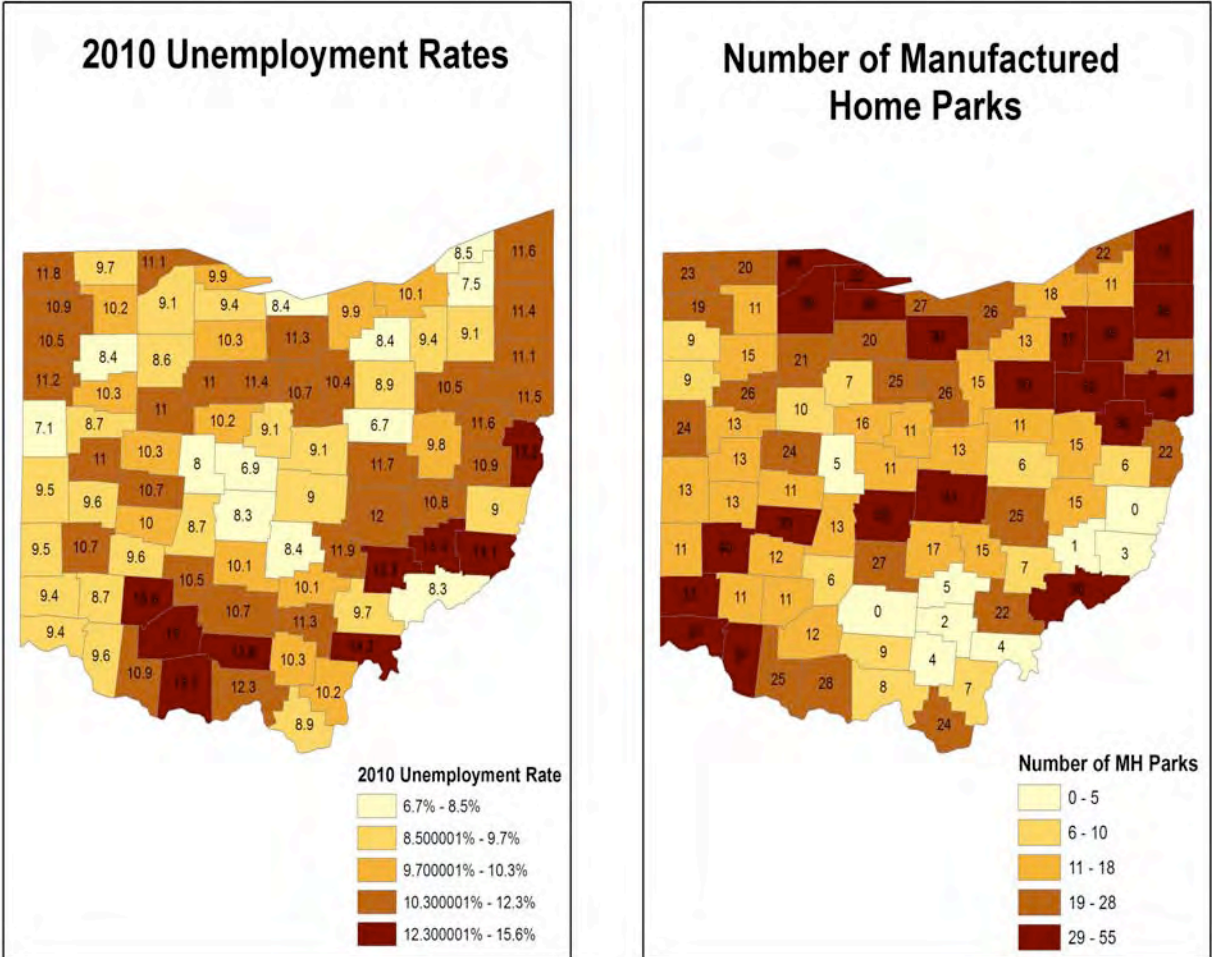 2010 Unemployment Rates
11.8 9.7 11.1 9.9 8.5 11.6
7.5
10.9 10.2 9.1 9.4 8.4 9.9 10.1 11.4
10.5 8.4 8.6 10.3 11.3 8.4 9.4 9.1 11.1
11.2 10.3 11 11.4 10.7 10.4 8.9 10.5 11.5
7.1 8.7 11 10.2 9.1 6.7 9.8 11.6
11 10.3 8 6.9 9.1 11.7 10.9
9.5 9.6 10.7 8.3 9 12 10.8 9
10 8.7
9.5 10.7 9.6 10.1 8.4 11.9
9.4 8.7 10.5 10.7 10.1 9.7 8.3
11.3
9.4 9.6 10.3
10.9 12.3 10.2
8.9
2010 Unemployment Rate
6.7% - 8.5%
8.500001% - 9.7%
9.700001% - 10.3%
10.300001% - 12.3%
12.300001% - 15.6%
Number of Manufactured
Home Parks
23 20 22
11
19 11 27 26 18
9 15 21 20 13 21
9 26 7 25 26 15
10
24 13 16 11 11 15
13 24 5 11 13 6 6 22
13 13 11 25 15 0
13
11 12 27 17 15 7 1 3
11 11 6 5
0 2 22
12 9 4 4
25 28 8 7
24
Number of MH Parks
0 - 5
6 - 10
11 - 18
19 - 28
29 - 55